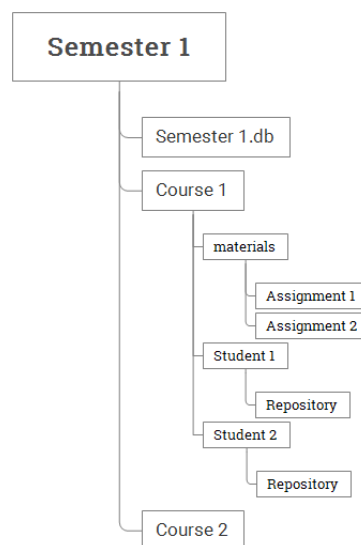 Semester 1
Semester 1.db
Course 1
materials
Assignment 1
Assignment 2
Student 1
Repository
Student 2
Repository
Course 2